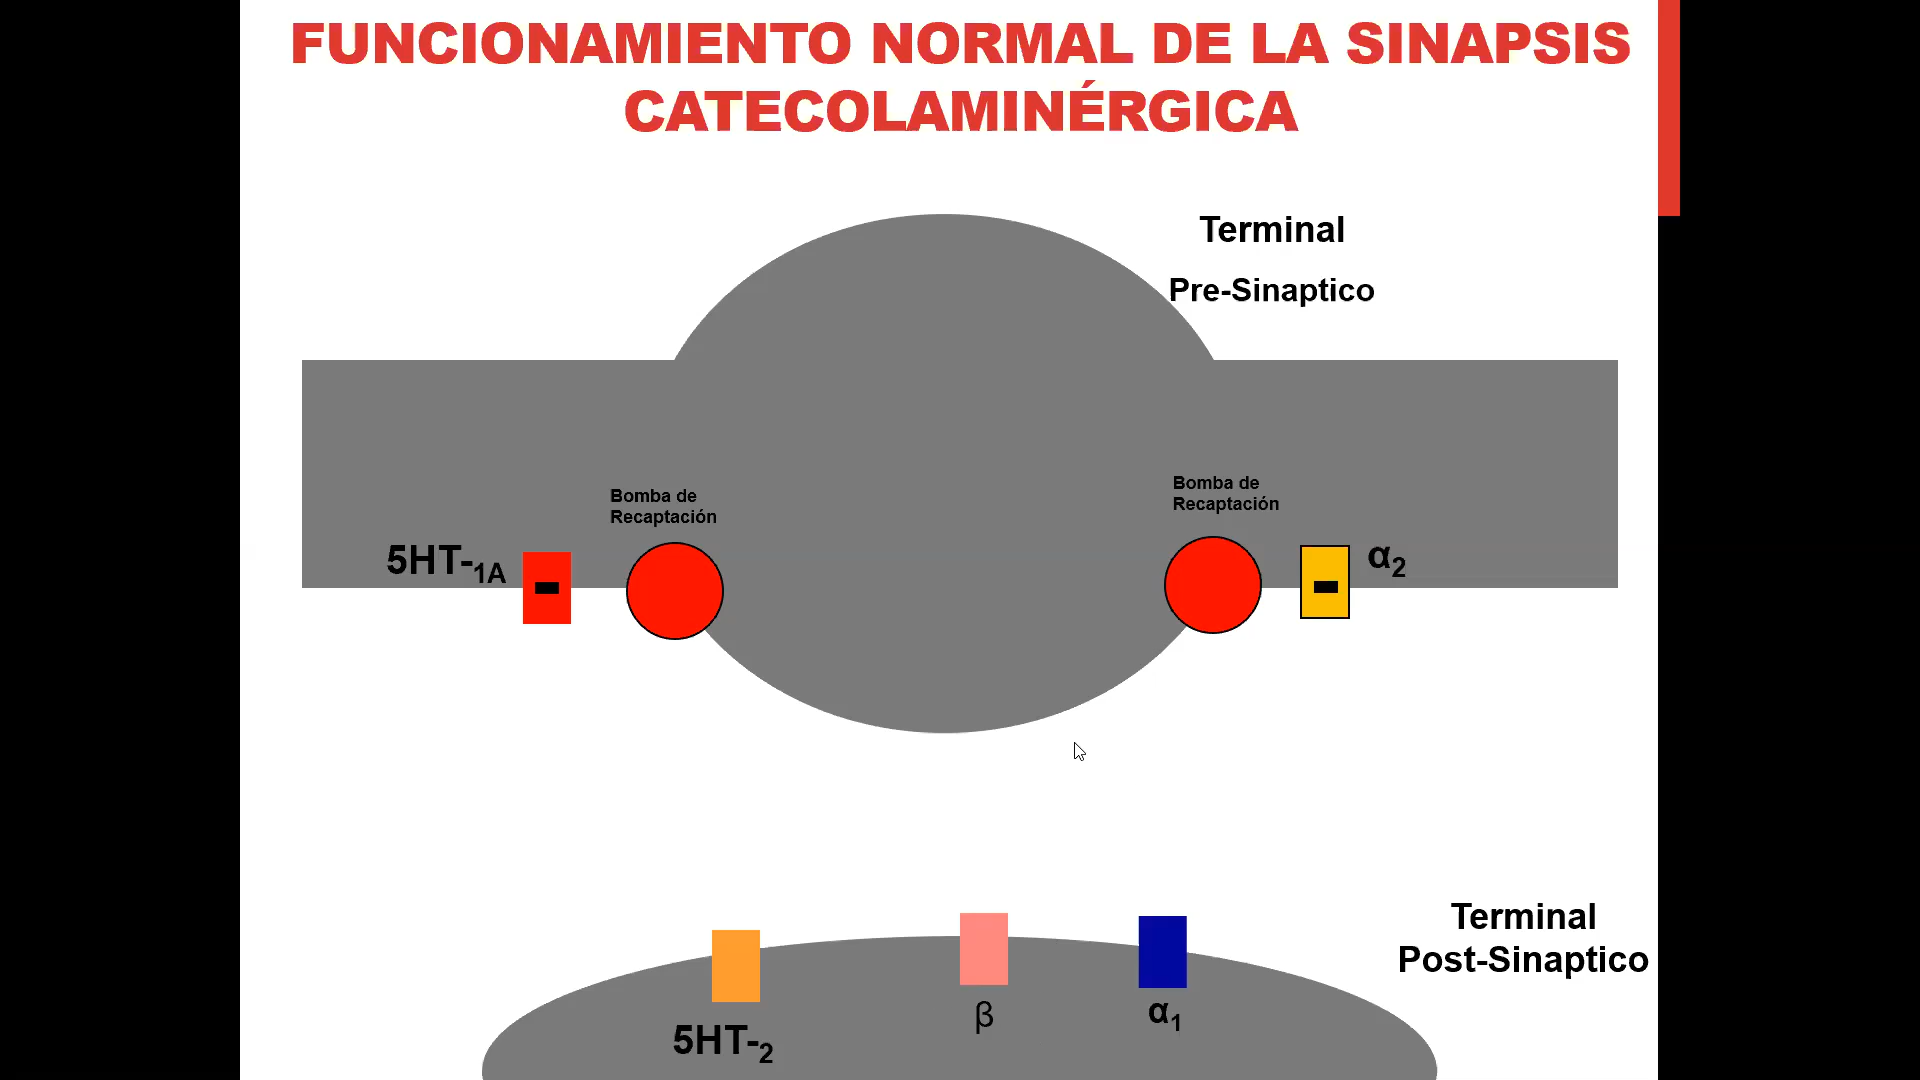 FUNCIONAMIENTO NORMAL DE LA SINAPSIS
CATECOLAMINÉRGICA
Terminal
Pre-Sinaptico
Bomba de
Recaptación
Bomba de
Recaptación
5HT-1A
-
-
α2
Terminal
Post-Sinaptico
5HT-2
β
α1